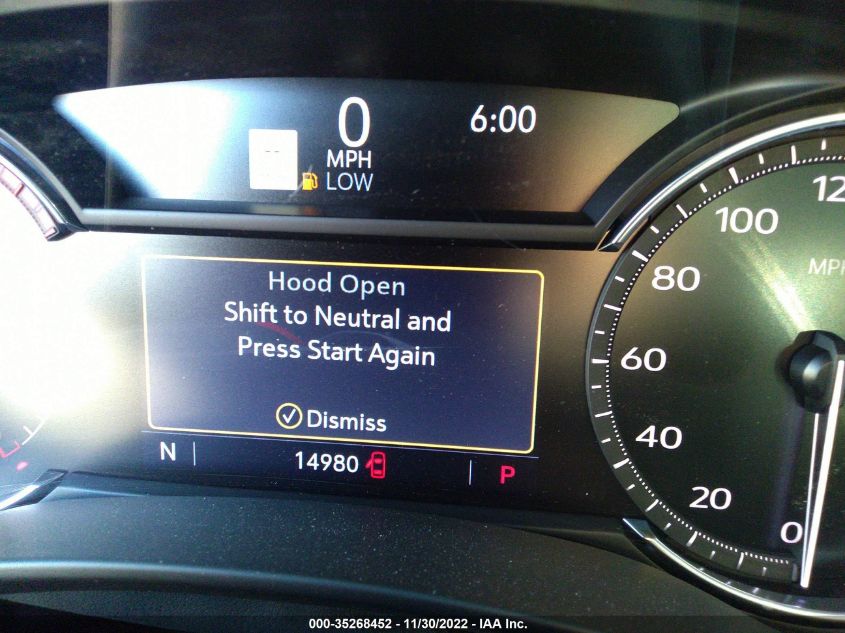 0
6:00
MPH
LOW
Hood Open
Shift to Neutral and
Press Start Again
Dismiss
N
14980
P
100
80
60
40
20
0
MPH
000-35268452 - 11/30/2022 - IAA Inc.